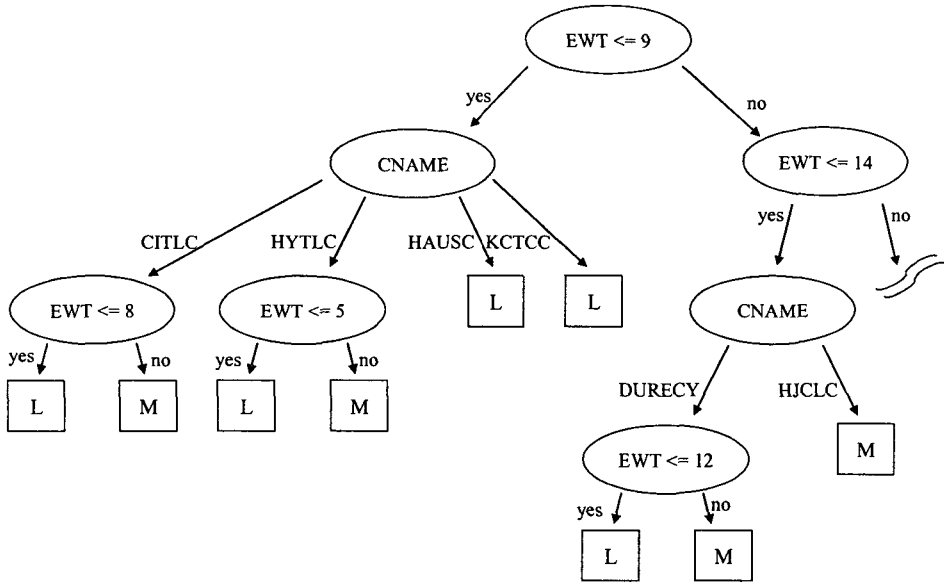 EWT <= 9
yes
no
CNAME
EWT <= 14
yes
no
CITLC
HYTLC
HAUSC
KCTCC
EWT <= 8
EWT <= 5
L
L
CNAME
yes
no
yes
no
L
M
L
M
DURECY
HJCLC
M
EWT <= 12
yes
no
L
M